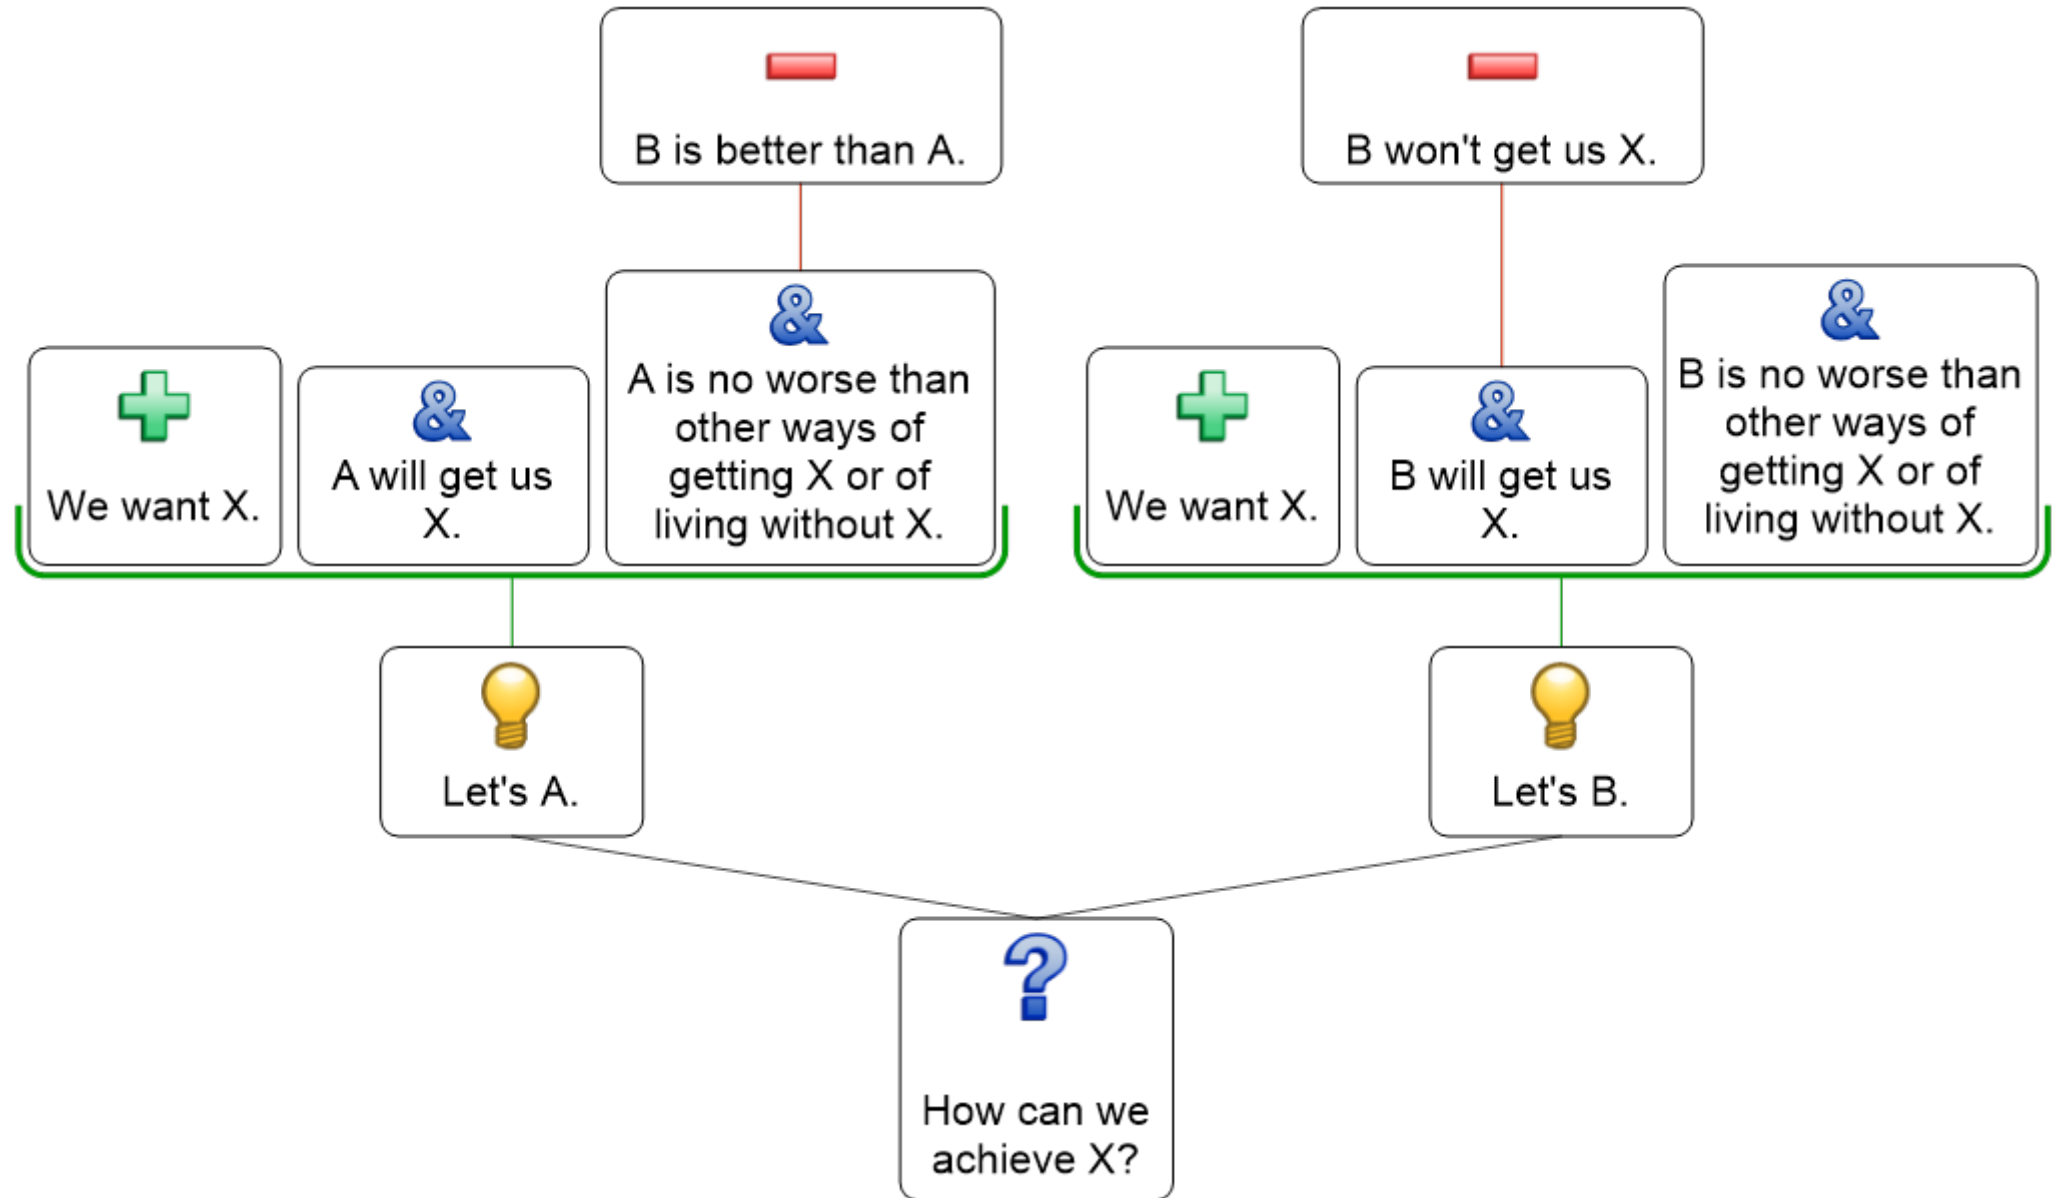 B is better than A.
B won't get us X.
We want X.
A will get us
X.
A is no worse than
other ways of
getting X or of
living without X.
We want X.
B will get us
X.
B is no worse than
other ways of
getting X or of
living without X.
Let's A.
Let's B.
How can we
achieve X?